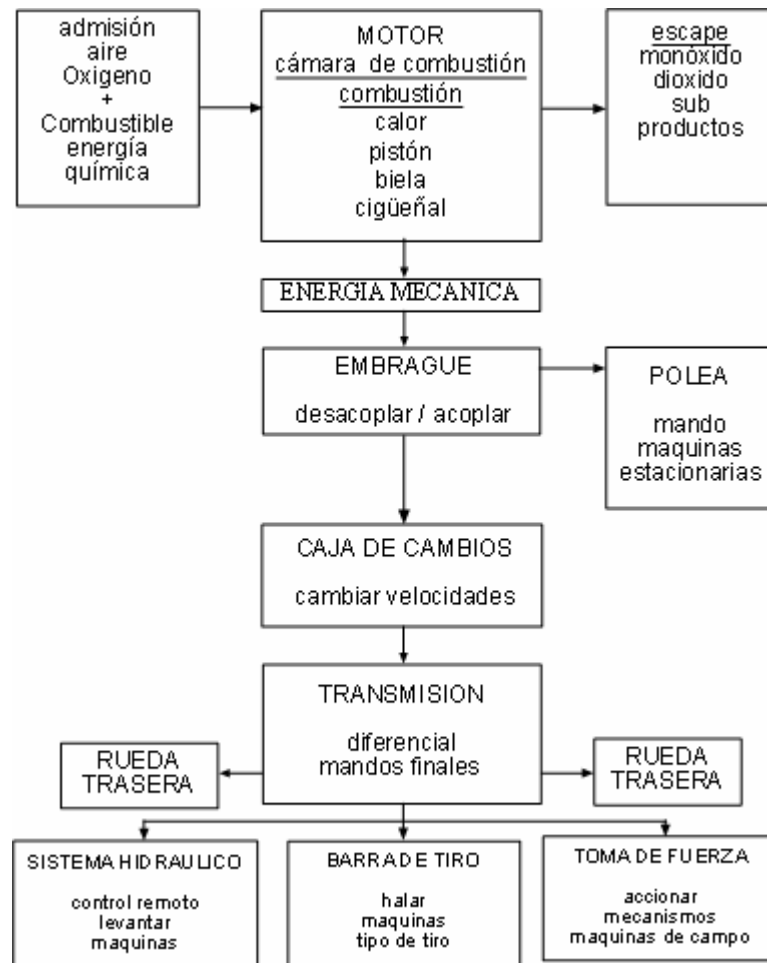 admisión
aire
Oxigeno
+
Combustible
energía
química
MOTOR
cámara de combustión
combustión
calor
pistón
biela
cigüeñal
escape
monóxido
dioxido
sub
productos
ENERGIA MECANICA
EMBRAGUE
desacoplar / acoplar
POLEA
mando
maquinas
estacionarias
CAJA DE CAMBIOS
cambiar velocidades
TRANSMISION
diferencial
mandos finales
RUEDA
TRASERA
RUEDA
TRASERA
SISTEMA HIDRAULICO
control remoto
levantar
maquinas
BARRA DE TIRO
halar
maquinas
tipo de tiro
TOMA DE FUERZA
accionar
mecanismos
maquinas de campo